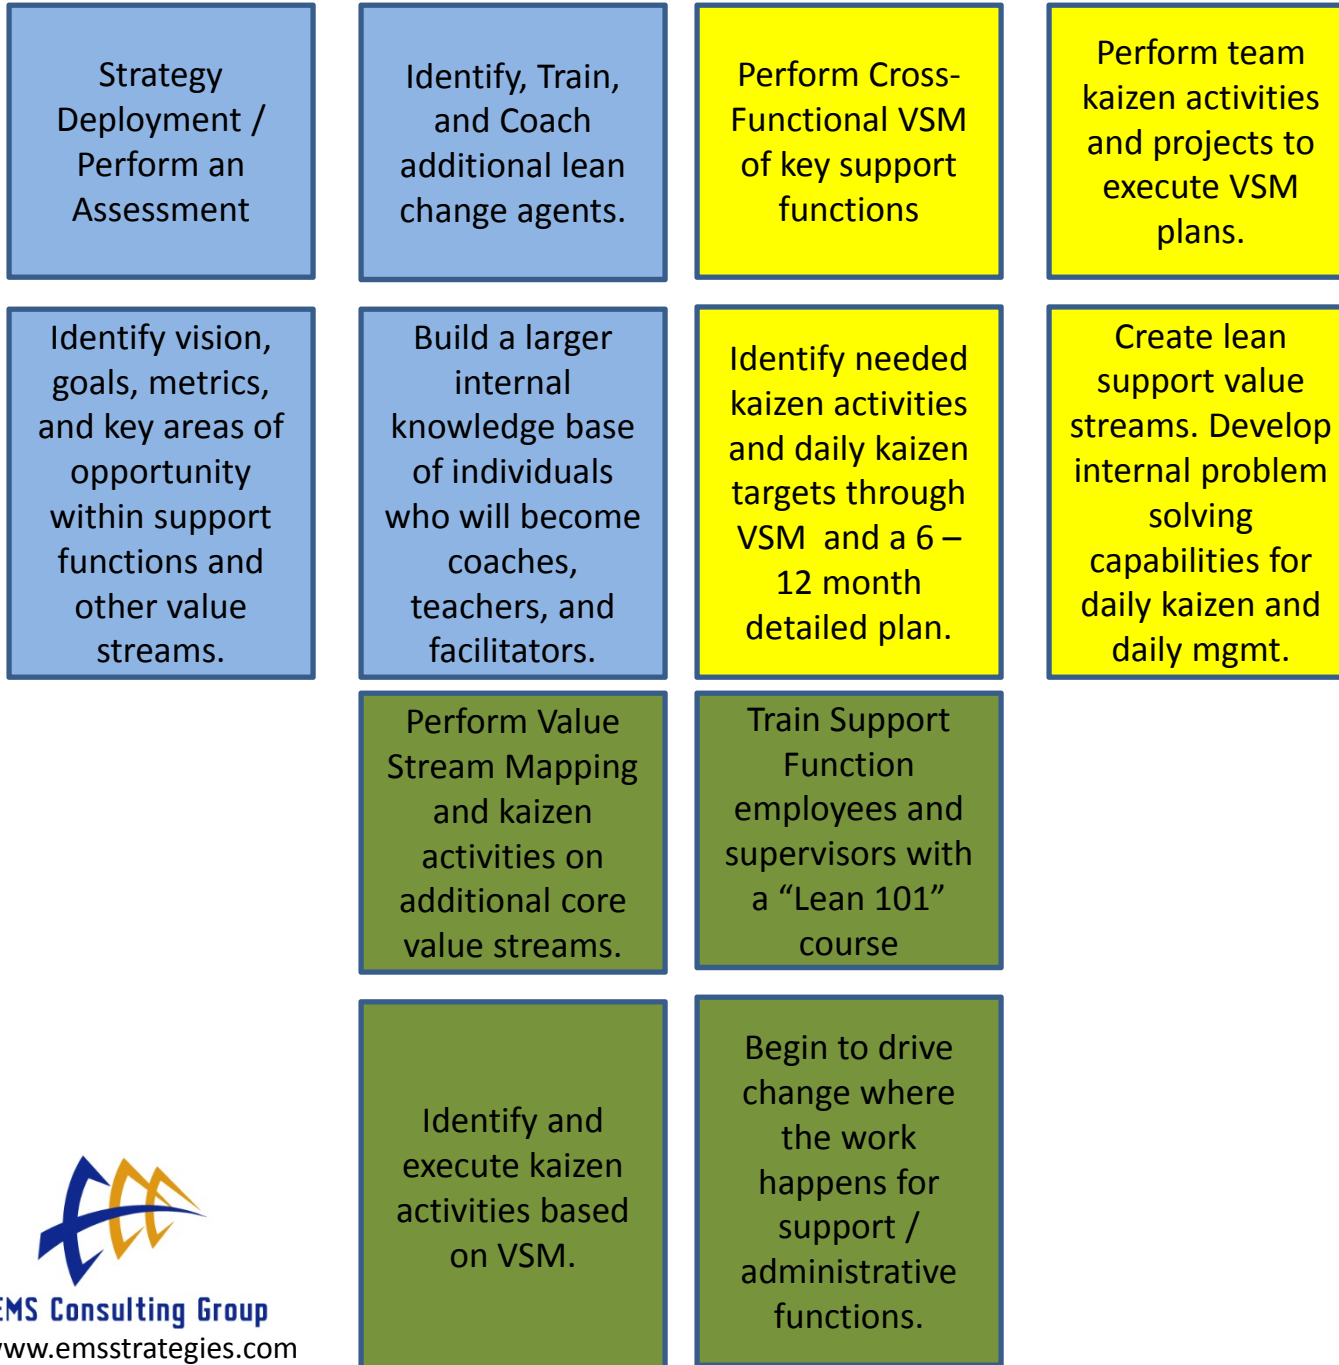 Strategy
Deployment /
Perform an
Assessment
Identify, Train,
and Coach
additional lean
change agents.
Perform Cross-
Functional VSM
of key support
functions
Perform team
kaizen activities
and projects to
execute VSM
plans.
Identify vision,
goals, metrics,
and key areas of
opportunity
within support
functions and
other value
streams.
Build a larger
internal
knowledge base
of individuals
who will become
coaches,
teachers, and
facilitators.
Identify needed
kaizen activities
and daily kaizen
targets through
VSM and a 6 –
12 month
detailed plan.
Create lean
support value
streams. Develop
internal problem
solving
capabilities for
daily kaizen and
daily mgmt.
Perform Value
Stream Mapping
and kaizen
activities on
additional core
value streams.
Train Support
Function
employees and
supervisors with
a “Lean 101”
course
Identify and
execute kaizen
activities based
on VSM.
Begin to drive
change where
the work
happens for
support /
administrative
functions.
EMS Consulting Group
www.emsstrategies.com